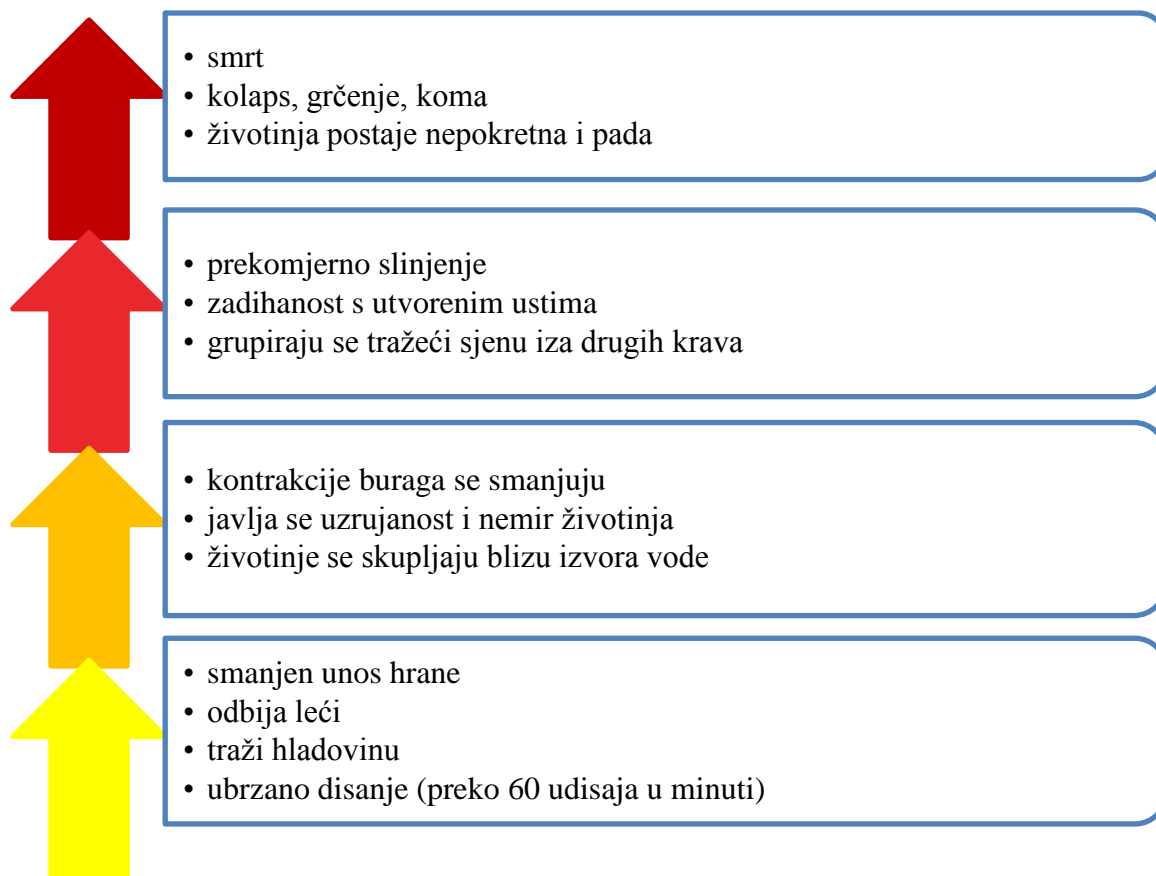 • smrt
• kolaps, grčenje, koma
• životinja postaje nepokretna i pada
• prekomjerno slinjenje
• zadihanost s utvorenim ustima
• grupiraju se tražeći sjenu iza drugih krava
• kontrakcije buraga se smanjuju
• javlja se uzrujanost i nemir životinja
• životinje se skupljaju blizu izvora vode
• smanjen unos hrane
• odbija leći
• traži hladovinu
• ubrzano disanje (preko 60 udisaja u minuti)